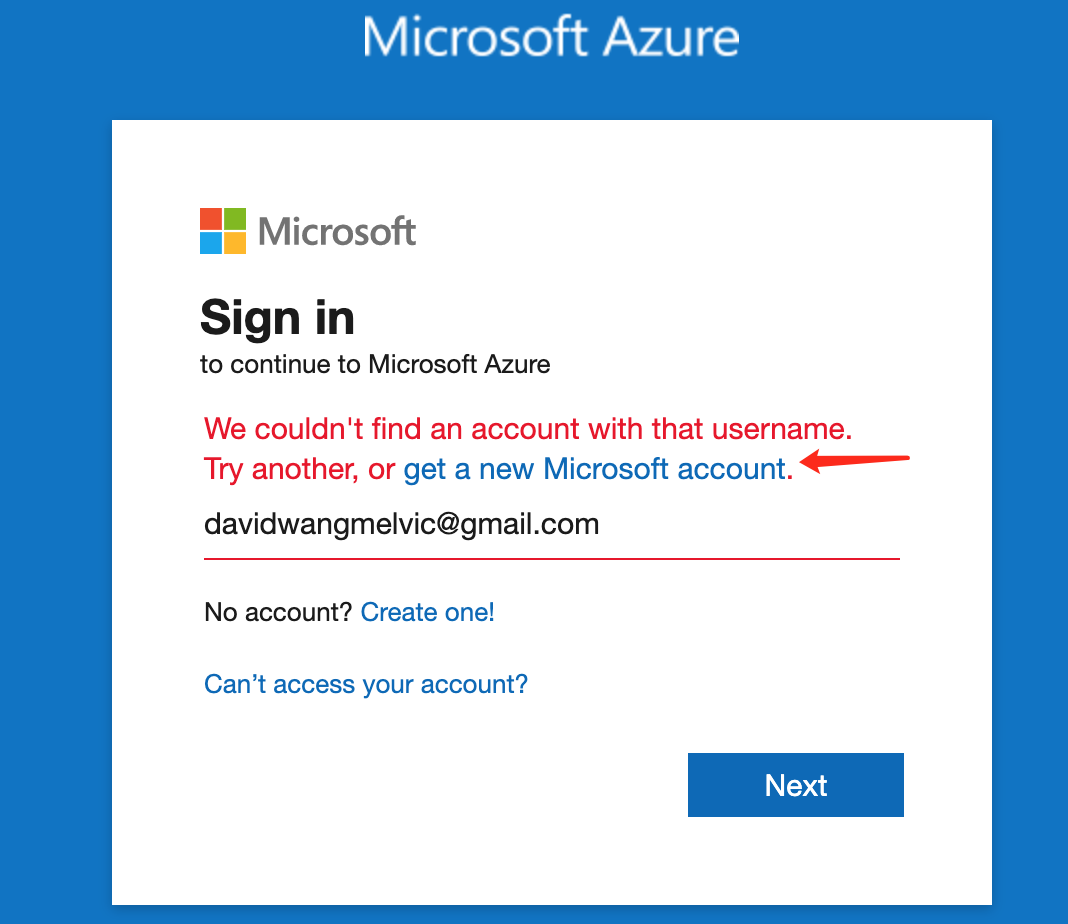 Microsoft Azure
Microsoft
Sign in
to continue to Microsoft Azure
We couldn't find an account with that username.
Try another, or get a new Microsoft account.
davidwangmelvic@gmail.com
No account? Create one!
Can’t access your account?
Next